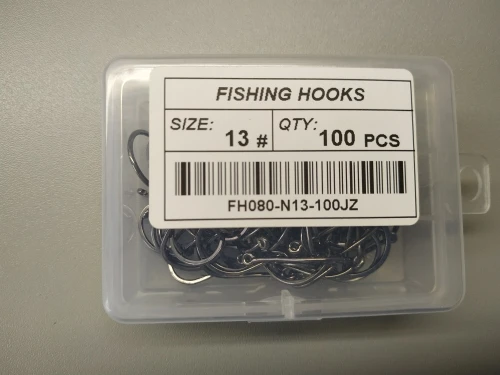 FISHING HOOKS
SIZE: 13 # QTY: 100 PCS
FH080-N13-100JZ